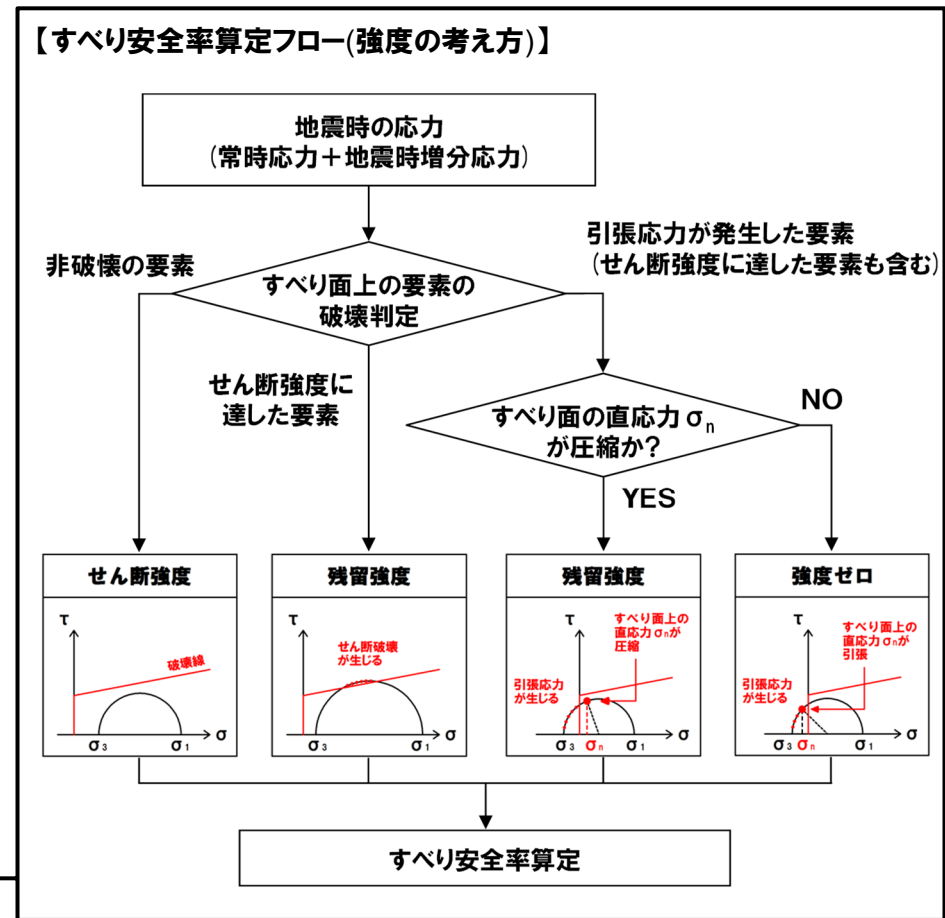 【すべり安全率算定フロー(強度の考え方)】
地震時の応力
(常時応力＋地震時増分応力)
引張応力が発生した要素
(せん断強度に達した要素も含む)
非破壊の要素
すべり面上の要素の
破壊判定
せん断強度に
達した要素
すべり面の直応力σn
が圧縮か?
NO
YES
せん断強度
τ
破壊線
σ3
σ1
σ
残留強度
τ
せん断破壊
が生じる
σ3
σ1
σ
残留強度
τ
すべり面上の
直応力σnが
圧縮
引張応力
が生じる
σ3
σn
σ1
σ
強度ゼロ
τ
すべり面上の
直応力σnが
引張
引張応力
が生じる
σ3
σn
σ1
σ
すべり安全率算定